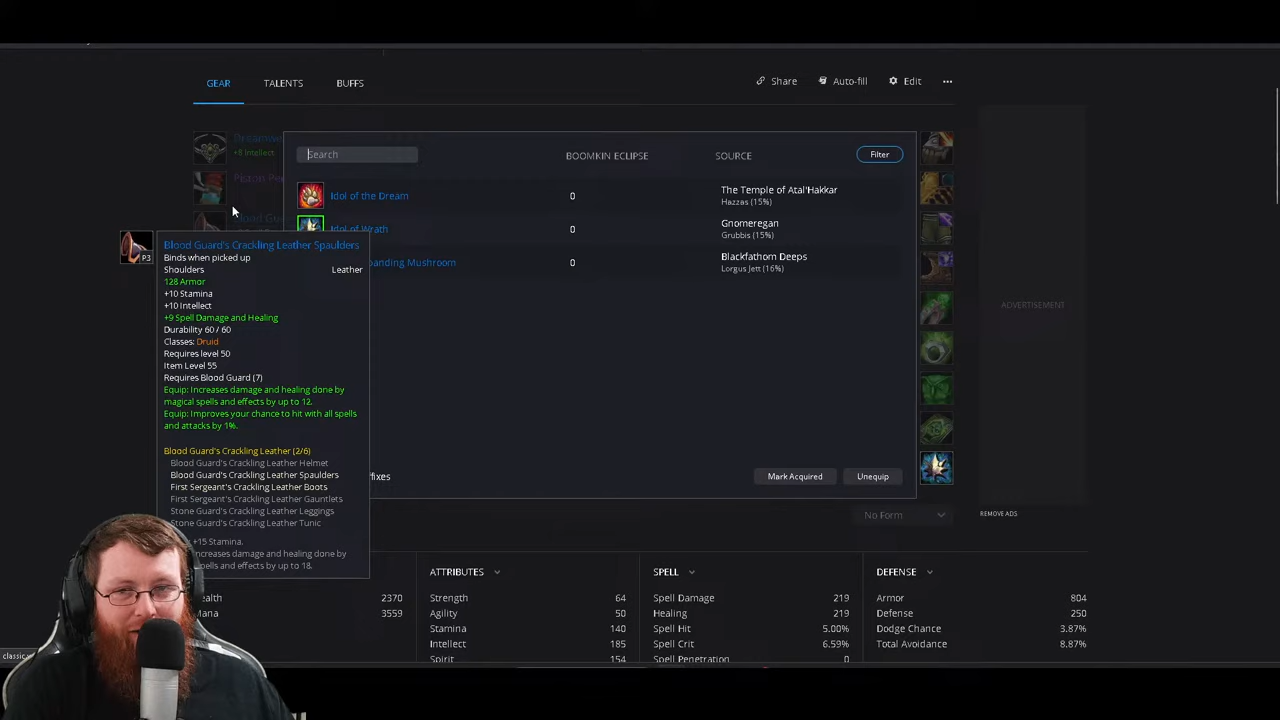 GEAR TALENTS BUFFS Share Auto-fill Edit
Search BOOMKIN ECLIPSE SOURCE Filter
+8 Intellect
Idol of the Dream 0 The Temple of Atal'Hakkar
Hazzas (15%)
Idol of Wrath 0 Gnomeregan
Grubbis (15%)
Mushroom 0 Blackfathom Deeps
Lorgus Jett (16%)
P3
Blood Guard's Crackling Leather Spaulders
Binds when picked up
Shoulders Leather
128 Armor
+10 Stamina
+10 Intellect
+9 Spell Damage and Healing
Durability 60 / 60
Classes: Druid
Requires level 50
Item Level 55
Requires Blood Guard (7)
Equip: Increases damage and healing done by
magical spells and effects by up to 12.
Equip: Improves your chance to hit with all spells
and attacks by 1%.
Blood Guard's Crackling Leather (2/6)
Blood Guard's Crackling Leather Helmet
Blood Guard's Crackling Leather Spaulders
First Sergeant's Crackling Leather Boots
First Sergeant's Crackling Leather Gauntlets
Stone Guard's Crackling Leather Leggings
Stone Guard's Crackling Leather Tunic
+15 Stamina.
damage and healing done by
and effects by up to 18.
Mark Acquired Unequip
No Form
ADVERTISEMENT
REMOVE ADS
2370
Mana 3559
ATTRIBUTES
Strength 64
Agility 50
Stamina 140
Intellect 185
Spirit 154
SPELL
Spell Damage 219
Healing 219
Spell Hit 5.00%
Spell Crit 6.59%
Spell Penetration 0
DEFENSE
Armor 804
Defense 250
Dodge Chance 3.87%
Total Avoidance 8.87%